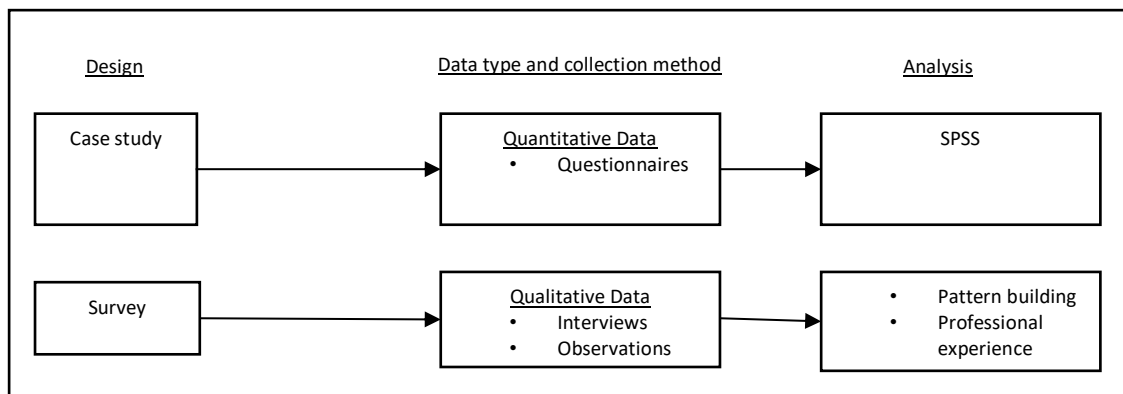 Design
Data type and collection method
Analysis
Case study
Quantitative Data
• Questionnaires
SPSS
Survey
Qualitative Data
• Interviews
• Observations
• Pattern building
• Professional
experience